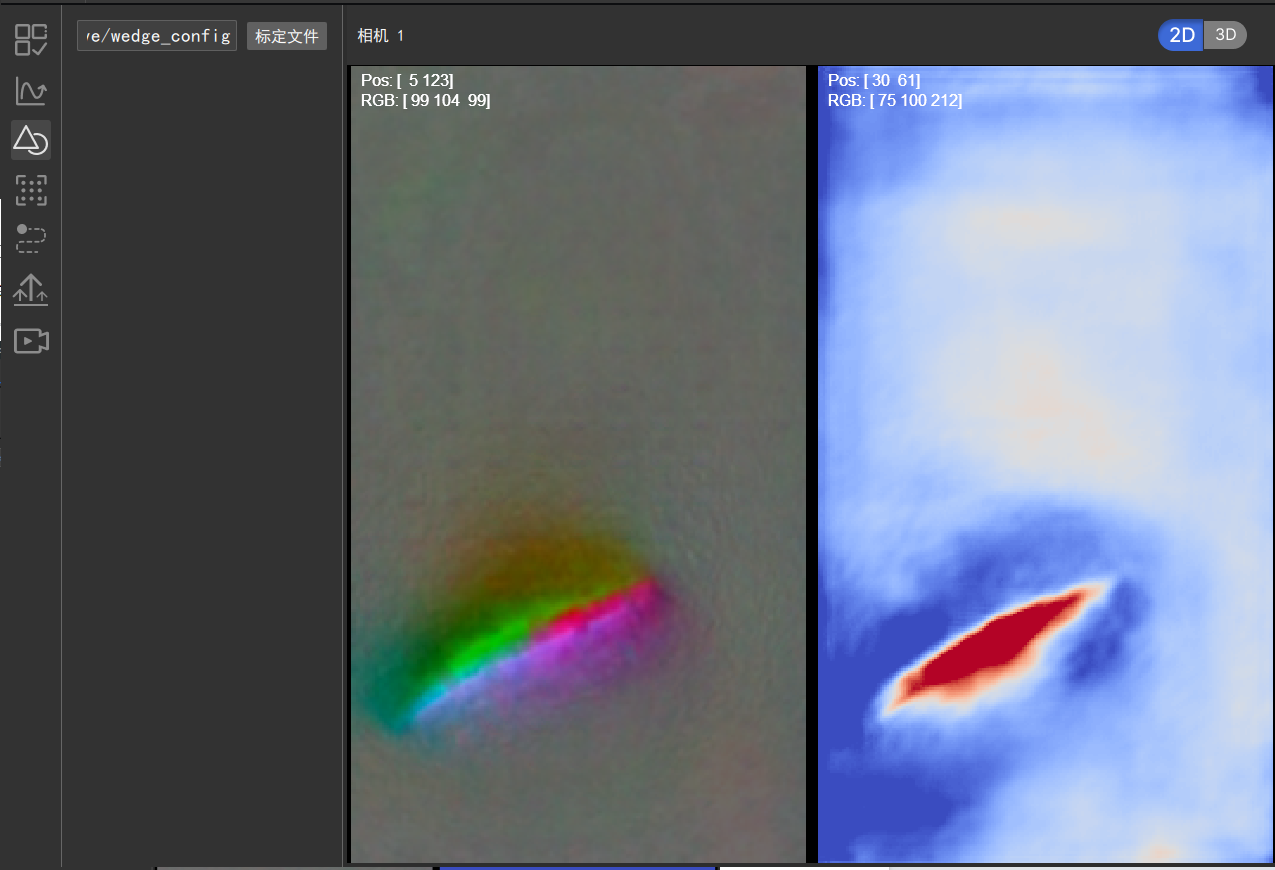 /e/wedge_config
标定文件
相机 1
2D
3D
Pos: [ 5 123]
RGB: [ 99 104 99]
Pos: [ 30 61]
RGB: [ 75 100 212]